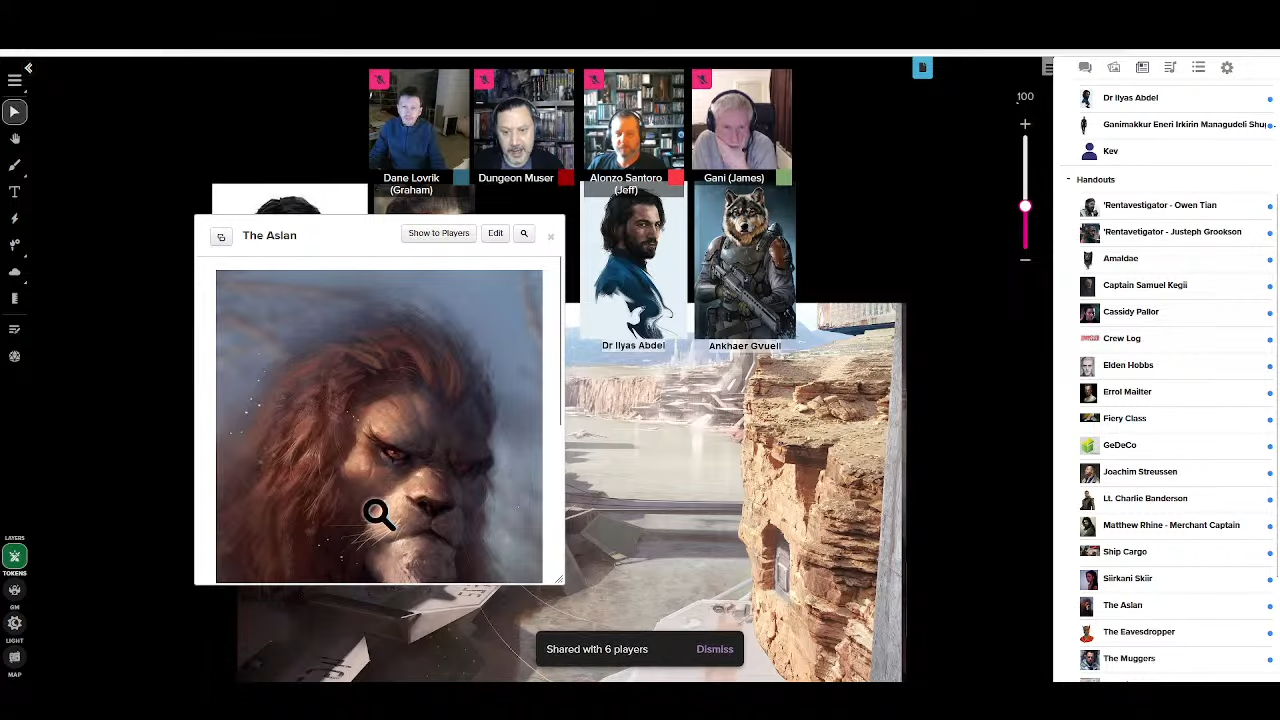 100
Dane Lovrik
(Graham)
Dungeon Muser
Alonzo Santoro
(Jeff)
Gani (James)
The Aslan
Show to Players
Edit
Dr Ilyas Abdel
Ankhaer Gvuell
Shared with 6 players
Dismiss
LAYERS
TOKENS
GM
LIGHT
MAP
Dr Ilyas Abdel
Ganimakkur Eneri Irkirin Managudeli Shu
Kev
Handouts
'Rentavestigator - Owen Tian
'Rentavetigator - Justeph Grookson
Amaldae
Captain Samuel Kegii
Cassidy Pallor
Crew Log
Elden Hobbs
Errol Mailter
Fiery Class
GeDeCo
Joachim Streussen
Lt. Charlie Banderson
Matthew Rhine - Merchant Captain
Ship Cargo
Siirkani Skiir
The Aslan
The Eavesdropper
The Muggers